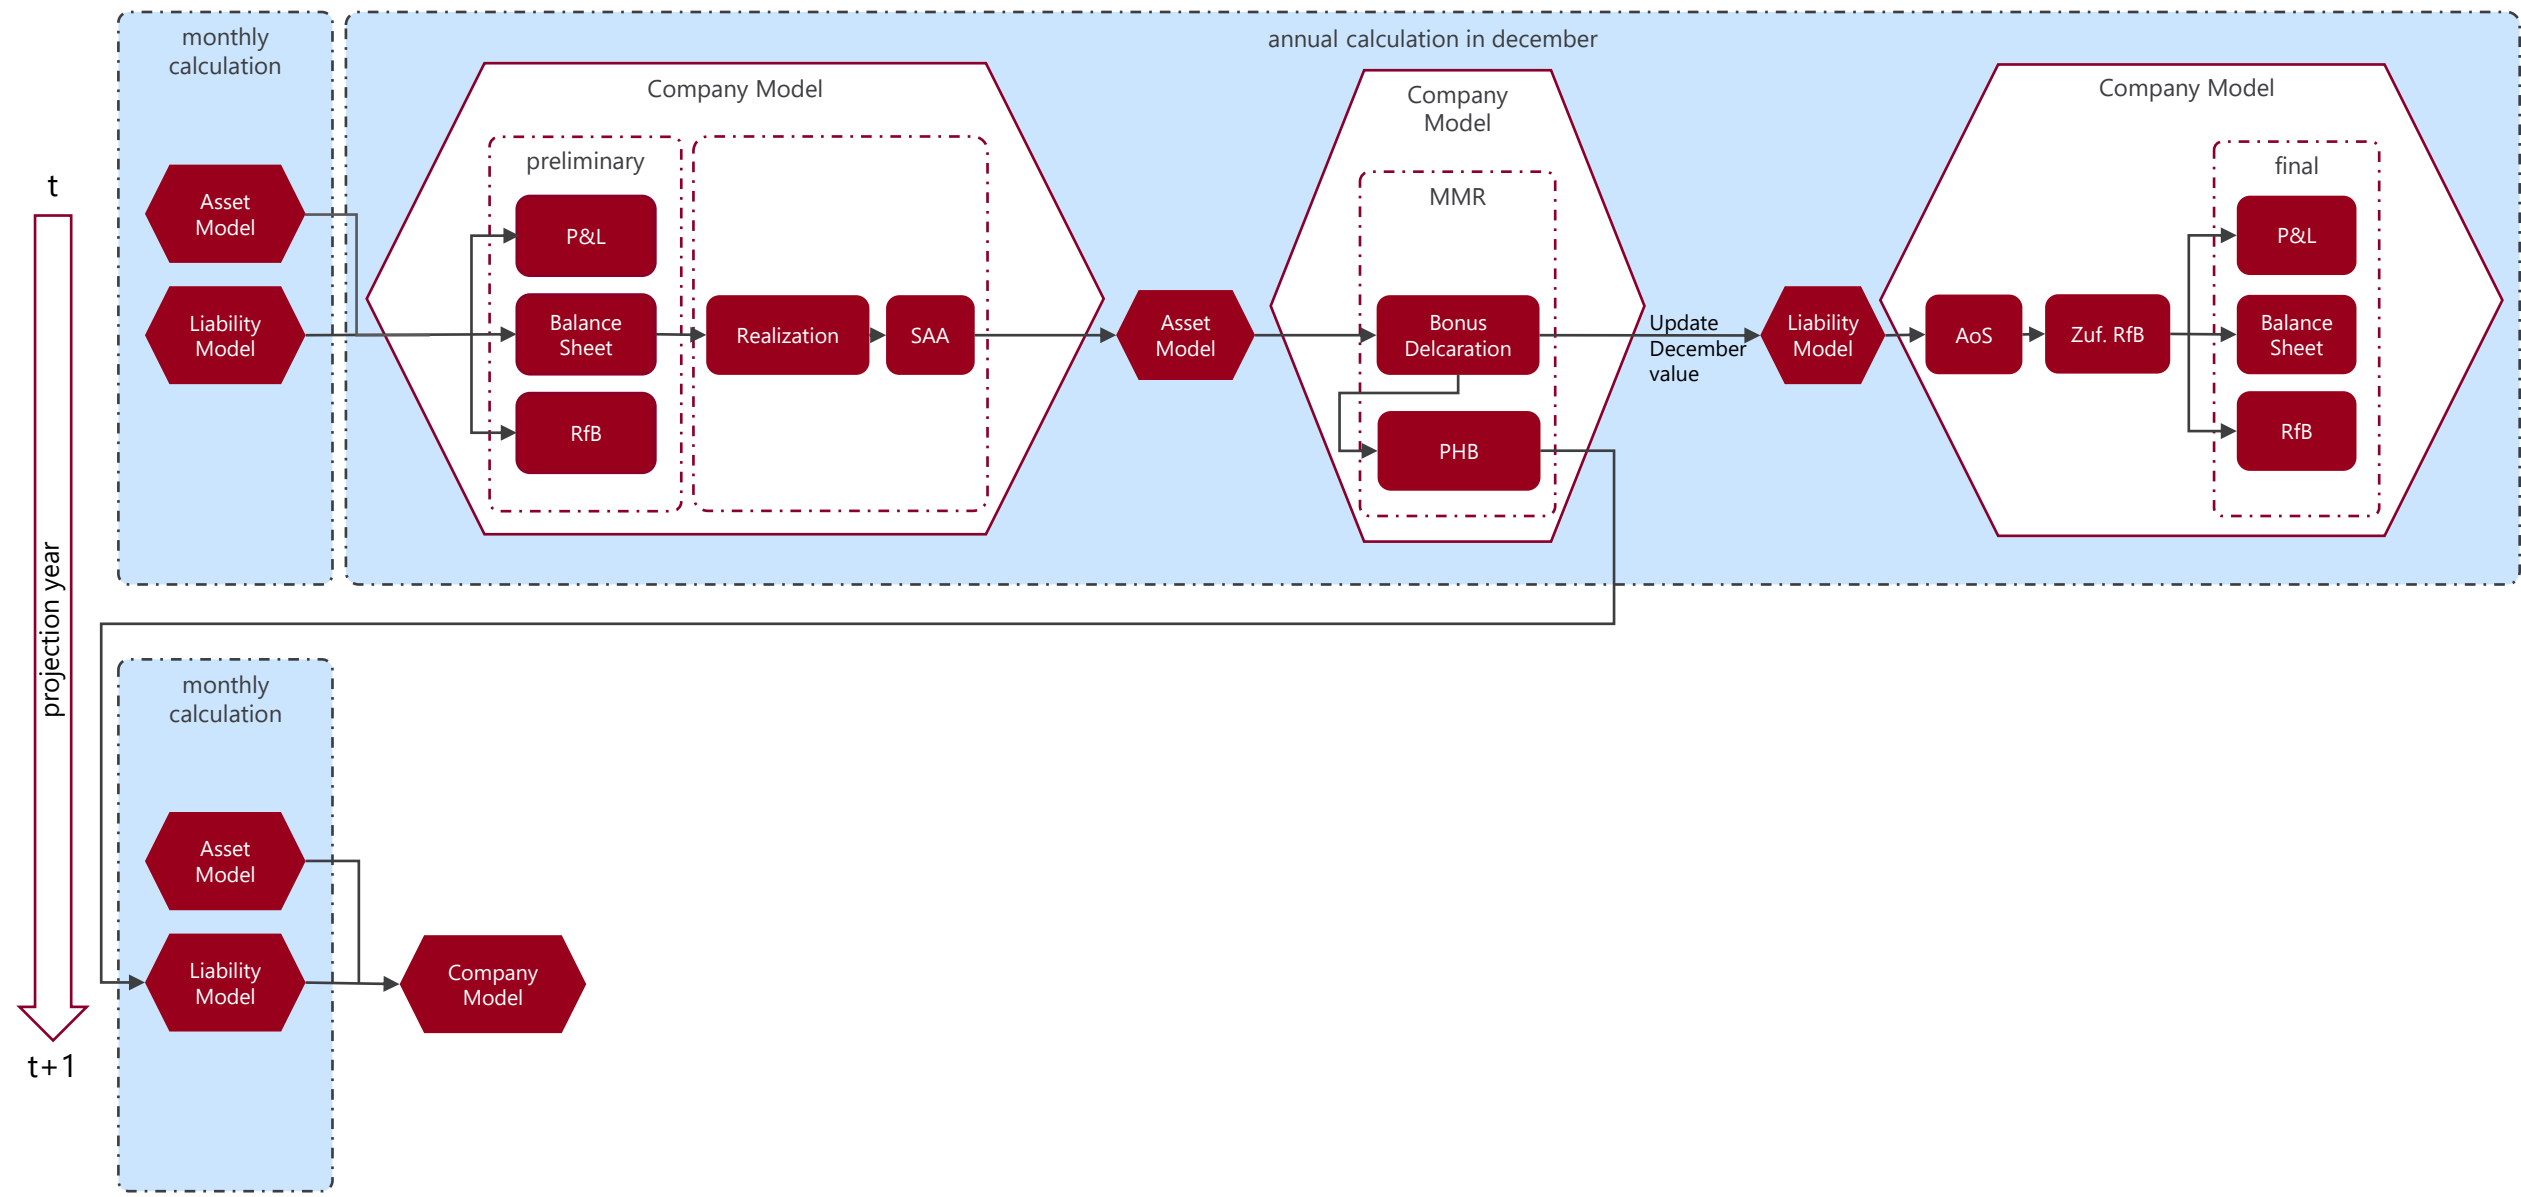 monthly
calculation
annual calculation in december
Company Model
Company
Model
Company Model
preliminary
MMR
final
t
Asset
Model
Liability
Model
P&L
Balance
Sheet
RfB
Realization
SAA
Asset
Model
Bonus
Delcaration
PHB
Update
December
value
Liability
Model
AoS
Zuf. RfB
P&L
Balance
Sheet
RfB
projection year
monthly
calculation
Asset
Model
Liability
Model
Company
Model
t+1